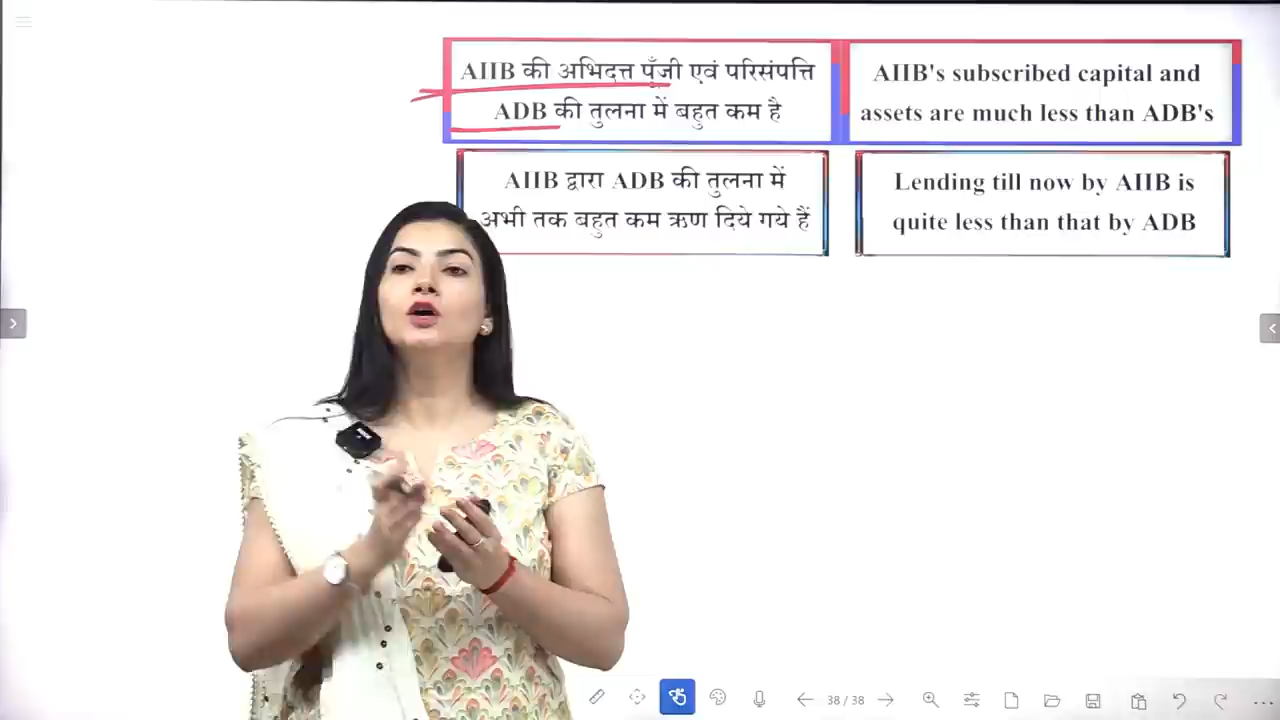 AIIB की अभिदत्त पूँजी एवं परिसंपत्ति
ADB की तुलना में बहुत कम है
AIIB's subscribed capital and
assets are much less than ADB's
AIIB द्वारा ADB की तुलना में
अभी तक बहुत कम ऋण दिये गये हैं
Lending till now by AIIB is
quite less than that by ADB
38 / 38